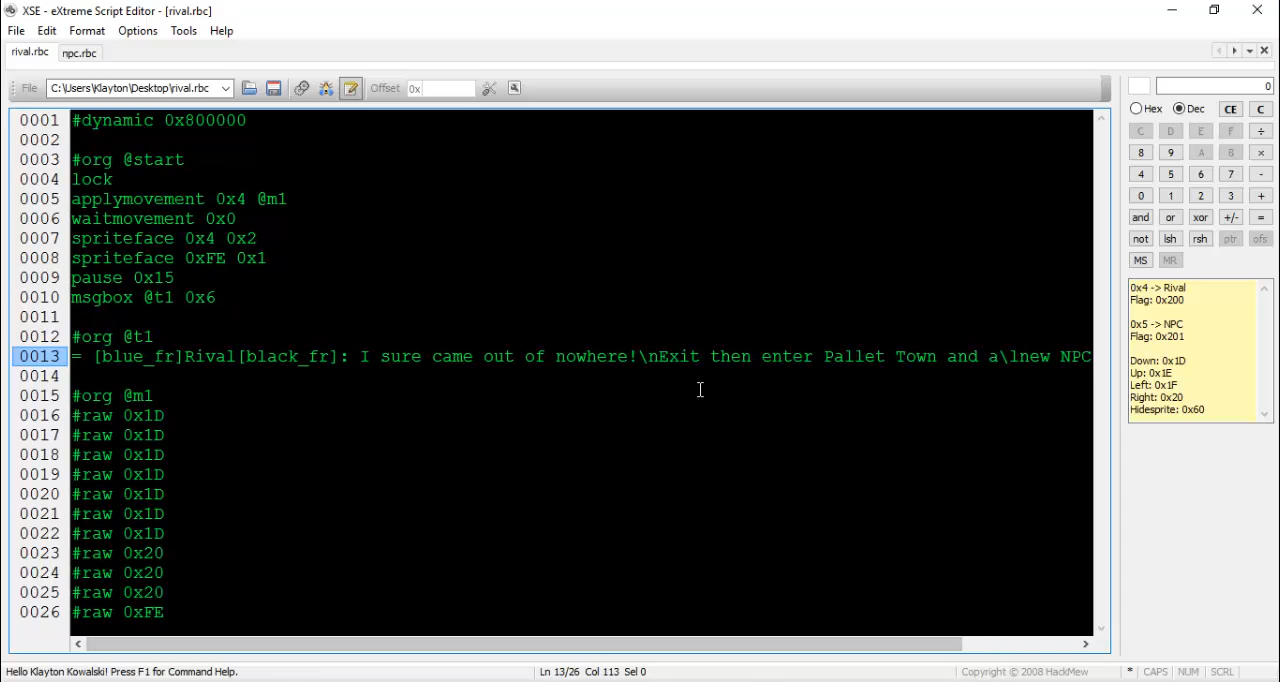 XSE - eXtreme Script Editor - [rival.rbc]
File Edit Format Options Tools Help
rival.rbc npc.rbc
File C:\Users\Klayton\Desktop\rival.rbc Offset 0x
0
Hex Dec CE C
C D E F ÷
8 9 A B ×
4 5 6 7 -
0 1 2 3 +
and or xor +/- =
not lsh rsh ptr ofs
MS MR
0x4 -> Rival
Flag: 0x200
0x5 -> NPC
Flag: 0x201
Down: 0x1D
Up: 0x1E
Left: 0x1F
Right: 0x20
Hidesprite: 0x60
0001 #dynamic 0x800000
0002
0003 #org @start
0004 lock
0005 applymovement 0x4 @m1
0006 waitmovement 0x0
0007 spriteface 0x4 0x2
0008 spriteface 0xFE 0x1
0009 pause 0x15
0010 msgbox @t1 0x6
0011
0012 #org @t1
0013 = [blue_fr]Rival[black_fr]: I sure came out of nowhere!\nExit then enter Pallet Town and a\lnew NPC
0014
0015 #org @m1
0016 #raw 0x1D
0017 #raw 0x1D
0018 #raw 0x1D
0019 #raw 0x1D
0020 #raw 0x1D
0021 #raw 0x1D
0022 #raw 0x1D
0023 #raw 0x20
0024 #raw 0x20
0025 #raw 0x20
0026 #raw 0xFE
Hello Klayton Kowalski! Press F1 for Command Help. Ln 13/26 Col 113 Sel 0 Copyright © 2008 HackMew * CAPS NUM SCRL